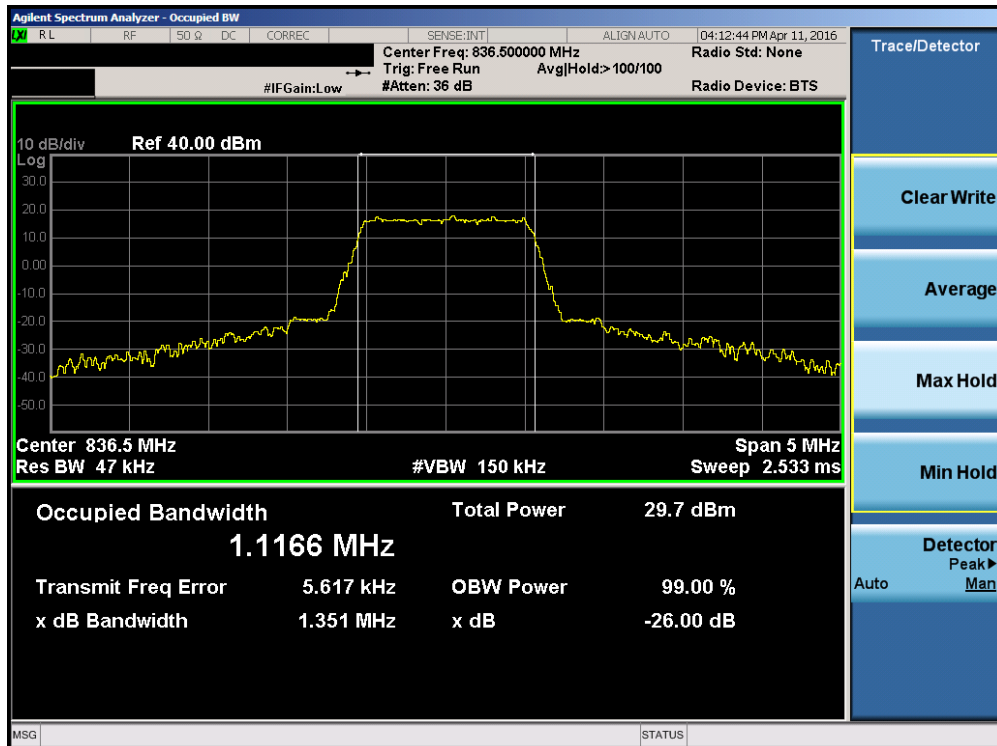 Agilent Spectrum Analyzer - Occupied BW
LXI RL RF 50 Ω DC CORREC SENSE:INT ALIGN AUTO 04:12:44 PM Apr 11, 2016
Center Freq: 836.500000 MHz Radio Std: None
Trig: Free Run Avg|Hold:>100/100
#IFGain:Low #Atten: 36 dB Radio Device: BTS
10 dB/div Ref 40.00 dBm
Log
30.0
20.0
10.0
0.00
-10.0
-20.0
-30.0
-40.0
-50.0
Center 836.5 MHz Span 5 MHz
Res BW 47 kHz #VBW 150 kHz Sweep 2.533 ms
Occupied Bandwidth Total Power 29.7 dBm
1.1166 MHz
Transmit Freq Error 5.617 kHz OBW Power 99.00 %
x dB Bandwidth 1.351 MHz x dB -26.00 dB
MSG STATUS
Trace/Detector
Clear Write
Average
Max Hold
Min Hold
Detector
Peak▶
Auto Man